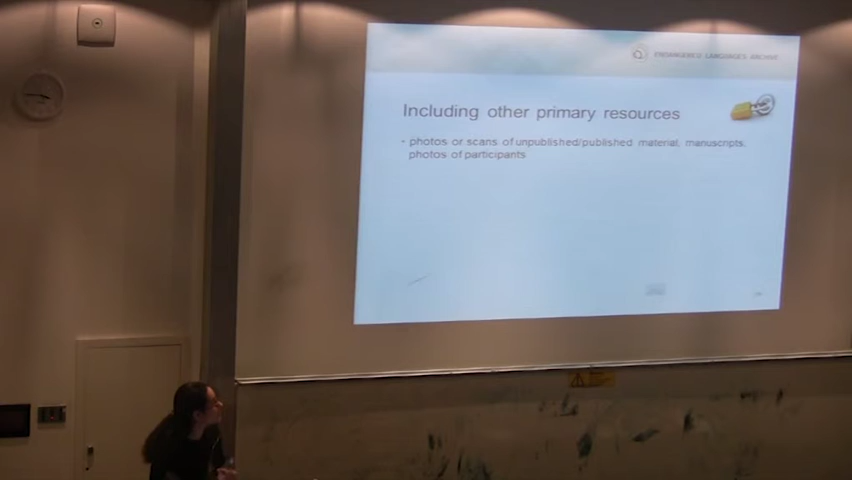 ENDANGERED LANGUAGES ARCHIVE
Including other primary resources
- photos or scans of unpublished/published material, manuscripts,
photos of participants